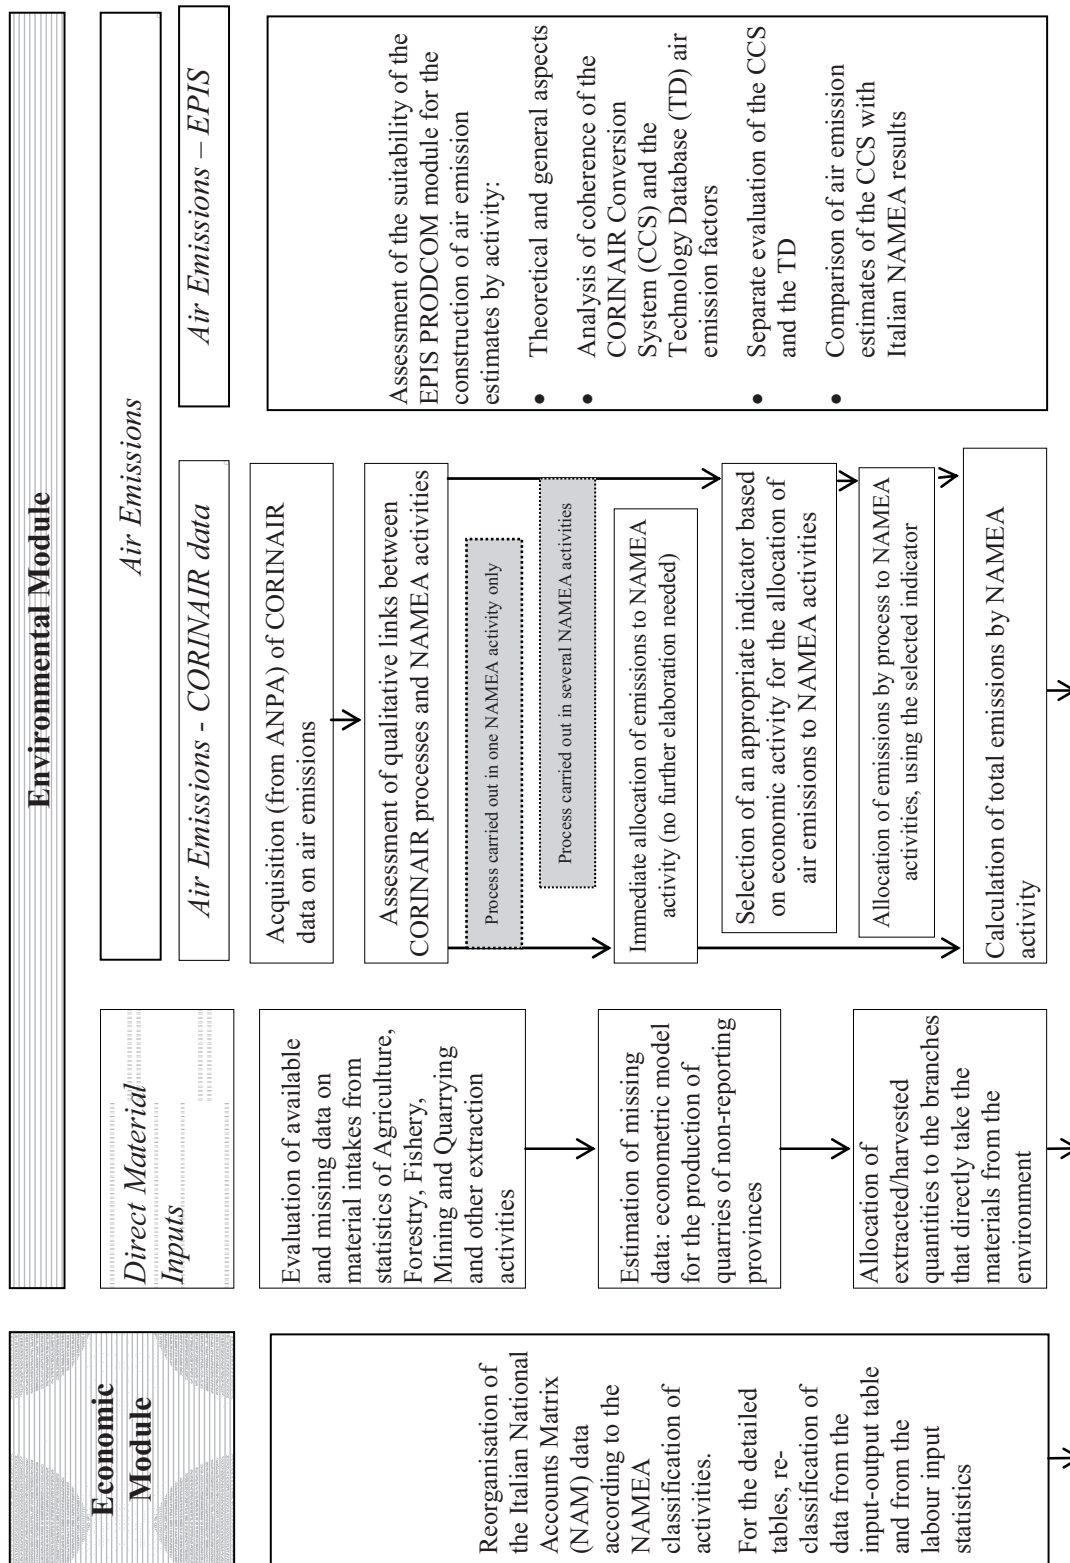 Economic
Module
Reorganisation of
the Italian National
Accounts Matrix
(NAM) data
according to the
NAMEA
classification of
activities.
For the detailed
tables, re-
classification of
data from the
input-output table
and from the
labour input
statistics
Environmental Module
Direct Material
Inputs
Evaluation of available
and missing data on
material intakes from
statistics of Agriculture,
Forestry, Fishery,
Mining and Quarrying
and other extraction
activities
Estimation of missing
data: econometric model
for the production of
quarries of non-reporting
provinces
Allocation of
extracted/harvested
quantities to the branches
that directly take the
materials from the
environment
Air Emissions
Air Emissions - CORINAIR data
Acquisition (from ANPA) of CORINAIR
data on air emissions
Assessment of qualitative links between
CORINAIR processes and NAMEA activities
Process carried out in one NAMEA activity only
Process carried out in several NAMEA activities
Immediate allocation of emissions to NAMEA
activity (no further elaboration needed)
Selection of an appropriate indicator based
on economic activity for the allocation of
air emissions to NAMEA activities
Allocation of emissions by process to NAMEA
activities, using the selected indicator
Calculation of total emissions by NAMEA
activity
Air Emissions – EPIS
Assessment of the suitability of the
EPIS PRODCOM module for the
construction of air emission
estimates by activity:
• Theoretical and general aspects
• Analysis of coherence of the
CORINAIR Conversion
System (CCS) and the
Technology Database (TD) air
emission factors
• Separate evaluation of the CCS
and the TD
• Comparison of air emission
estimates of the CCS with
Italian NAMEA results